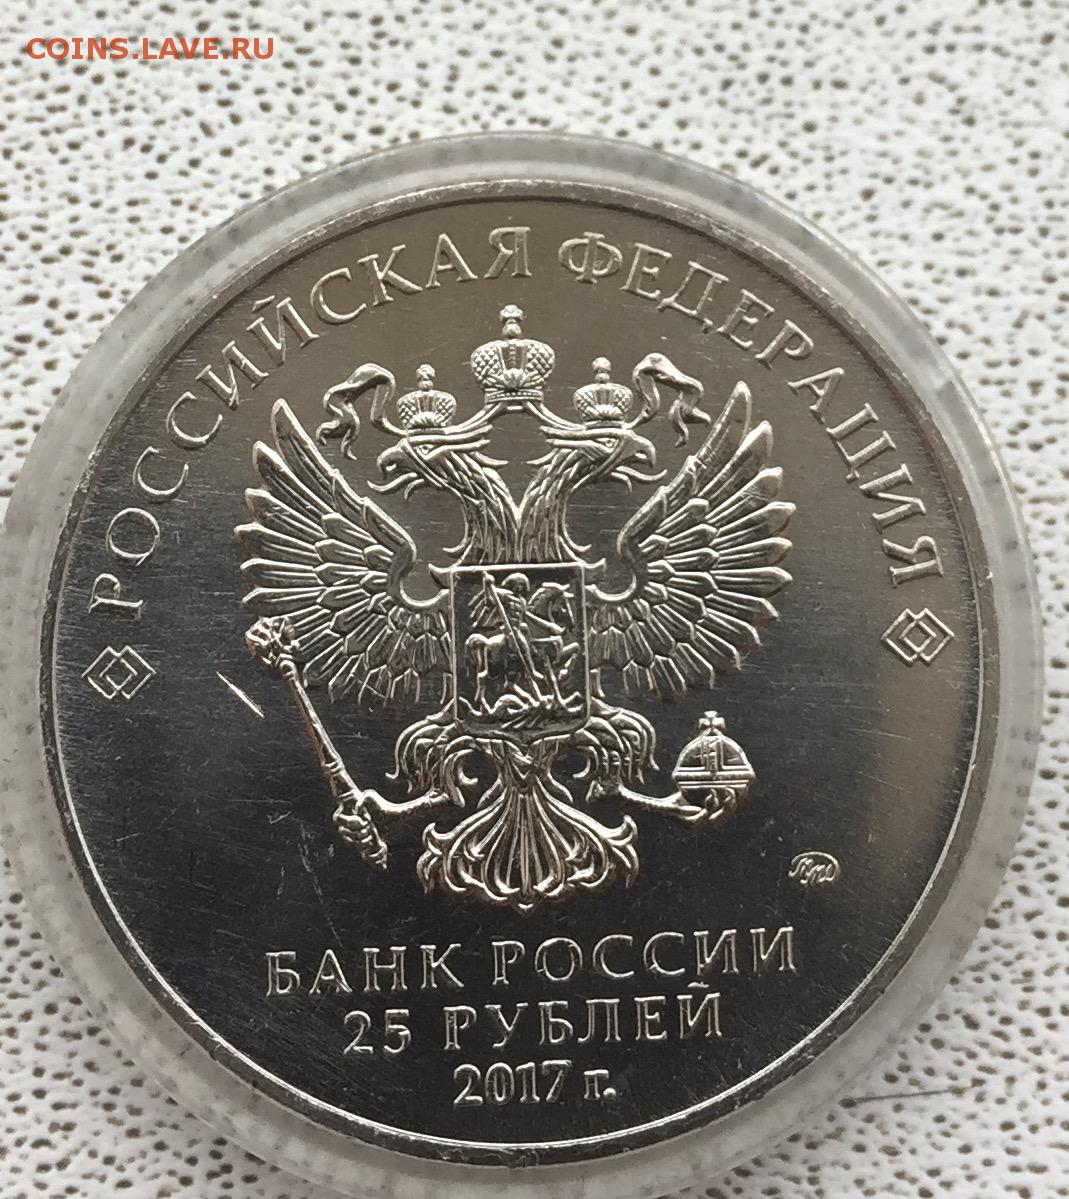 COINS.LAVE.RU
РОССИЙСКАЯ ФЕДЕРАЦИЯ
БАНК РОССИИ
25 РУБЛЕЙ
2017 г.